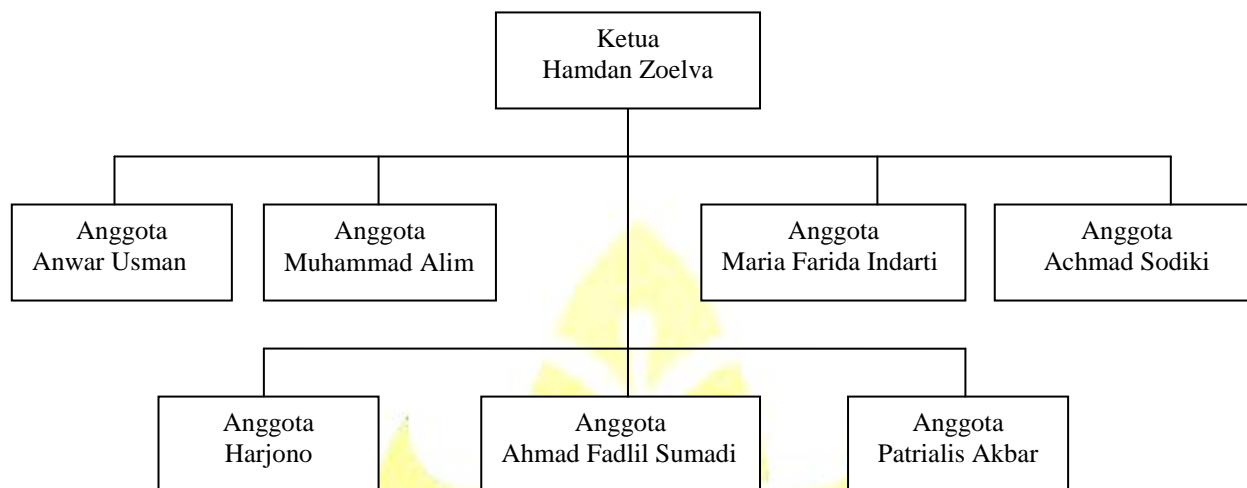 Ketua
Hamdan Zoelva
Anggota
Anwar Usman
Anggota
Muhammad Alim
Anggota
Maria Farida Indarti
Anggota
Achmad Sodiki
Anggota
Harjono
Anggota
Ahmad Fadlil Sumadi
Anggota
Patrialis Akbar